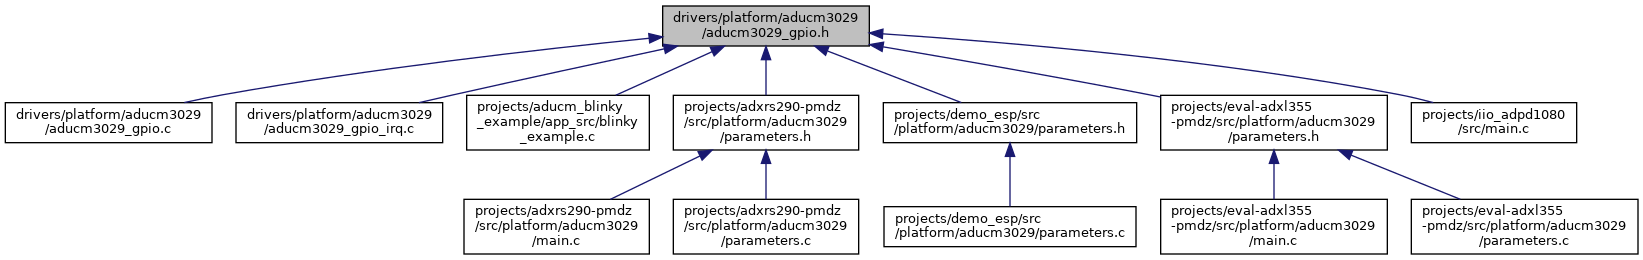 drivers/platform/aducm3029
/aducm3029_gpio.h
drivers/platform/aducm3029
/aducm3029_gpio.c
drivers/platform/aducm3029
/aducm3029_gpio_irq.c
projects/aducm_blinky
_example/app_src/blinky
_example.c
projects/adxrs290-pmdz
/src/platform/aducm3029
/parameters.h
projects/demo_esp/src
/platform/aducm3029/parameters.h
projects/eval-adxl355
-pmdz/src/platform/aducm3029
/parameters.h
projects/iio_adpd1080
/src/main.c
projects/adxrs290-pmdz
/src/platform/aducm3029
/main.c
projects/adxrs290-pmdz
/src/platform/aducm3029
/parameters.c
projects/demo_esp/src
/platform/aducm3029/parameters.c
projects/eval-adxl355
-pmdz/src/platform/aducm3029
/main.c
projects/eval-adxl355
-pmdz/src/platform/aducm3029
/parameters.c